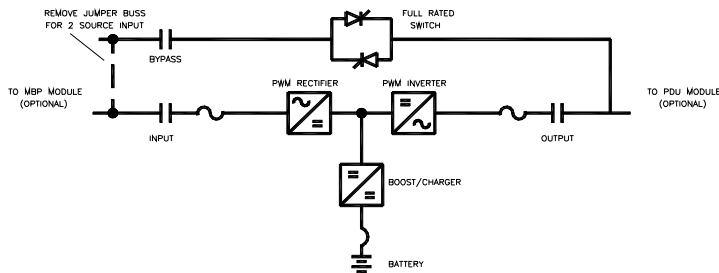 REMOVE JUMPER BUSS
FOR 2 SOURCE INPUT
FULL RATED
SWITCH
BYPASS
TO MBP MODULE
(OPTIONAL)
PWM RECTIFIER
PWM INVERTER
TO PDU MODULE
(OPTIONAL)
INPUT
OUTPUT
BOOST/CHARGER
BATTERY